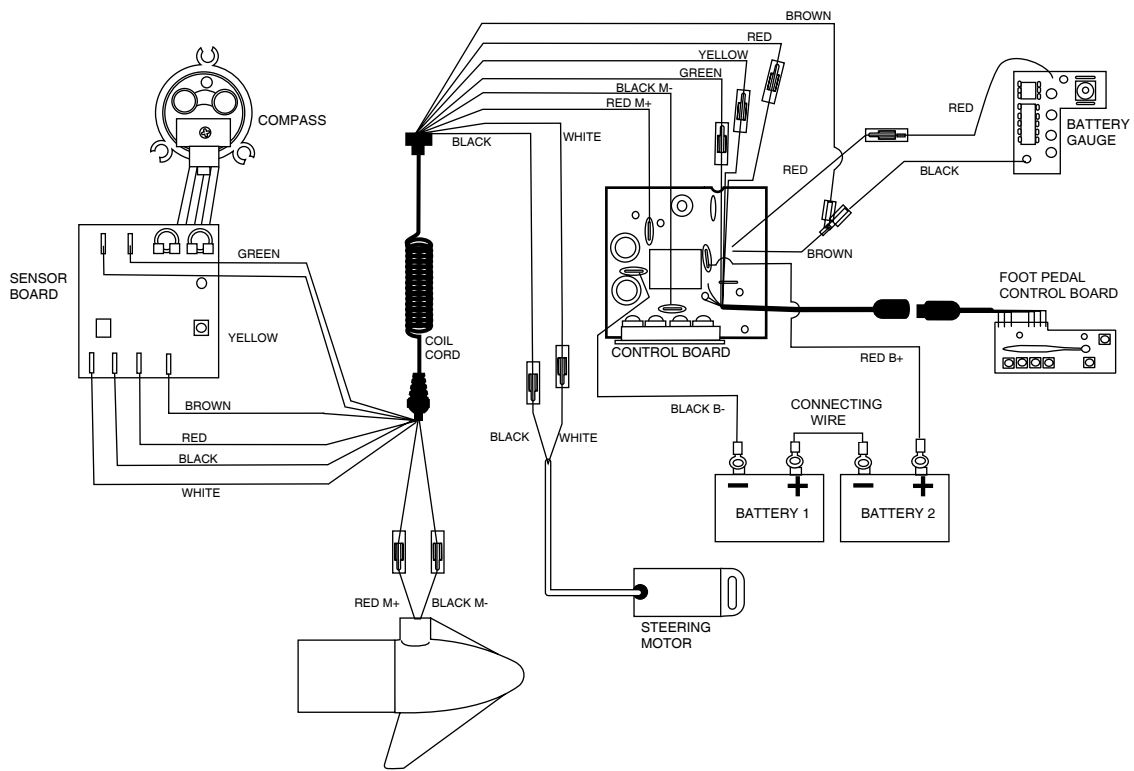 BROWN
RED
YELLOW
GREEN
BLACK M-
RED M+
BLACK
WHITE
COMPASS
RED
BATTERY
GAUGE
RED
BLACK
BROWN
SENSOR
BOARD
GREEN
YELLOW
COIL
CORD
CONTROL BOARD
FOOT PEDAL
CONTROL BOARD
RED B+
BROWN
RED
BLACK
WHITE
BLACK
WHITE
BLACK B-
CONNECTING
WIRE
BATTERY 1
BATTERY 2
RED M+
BLACK M-
STEERING
MOTOR